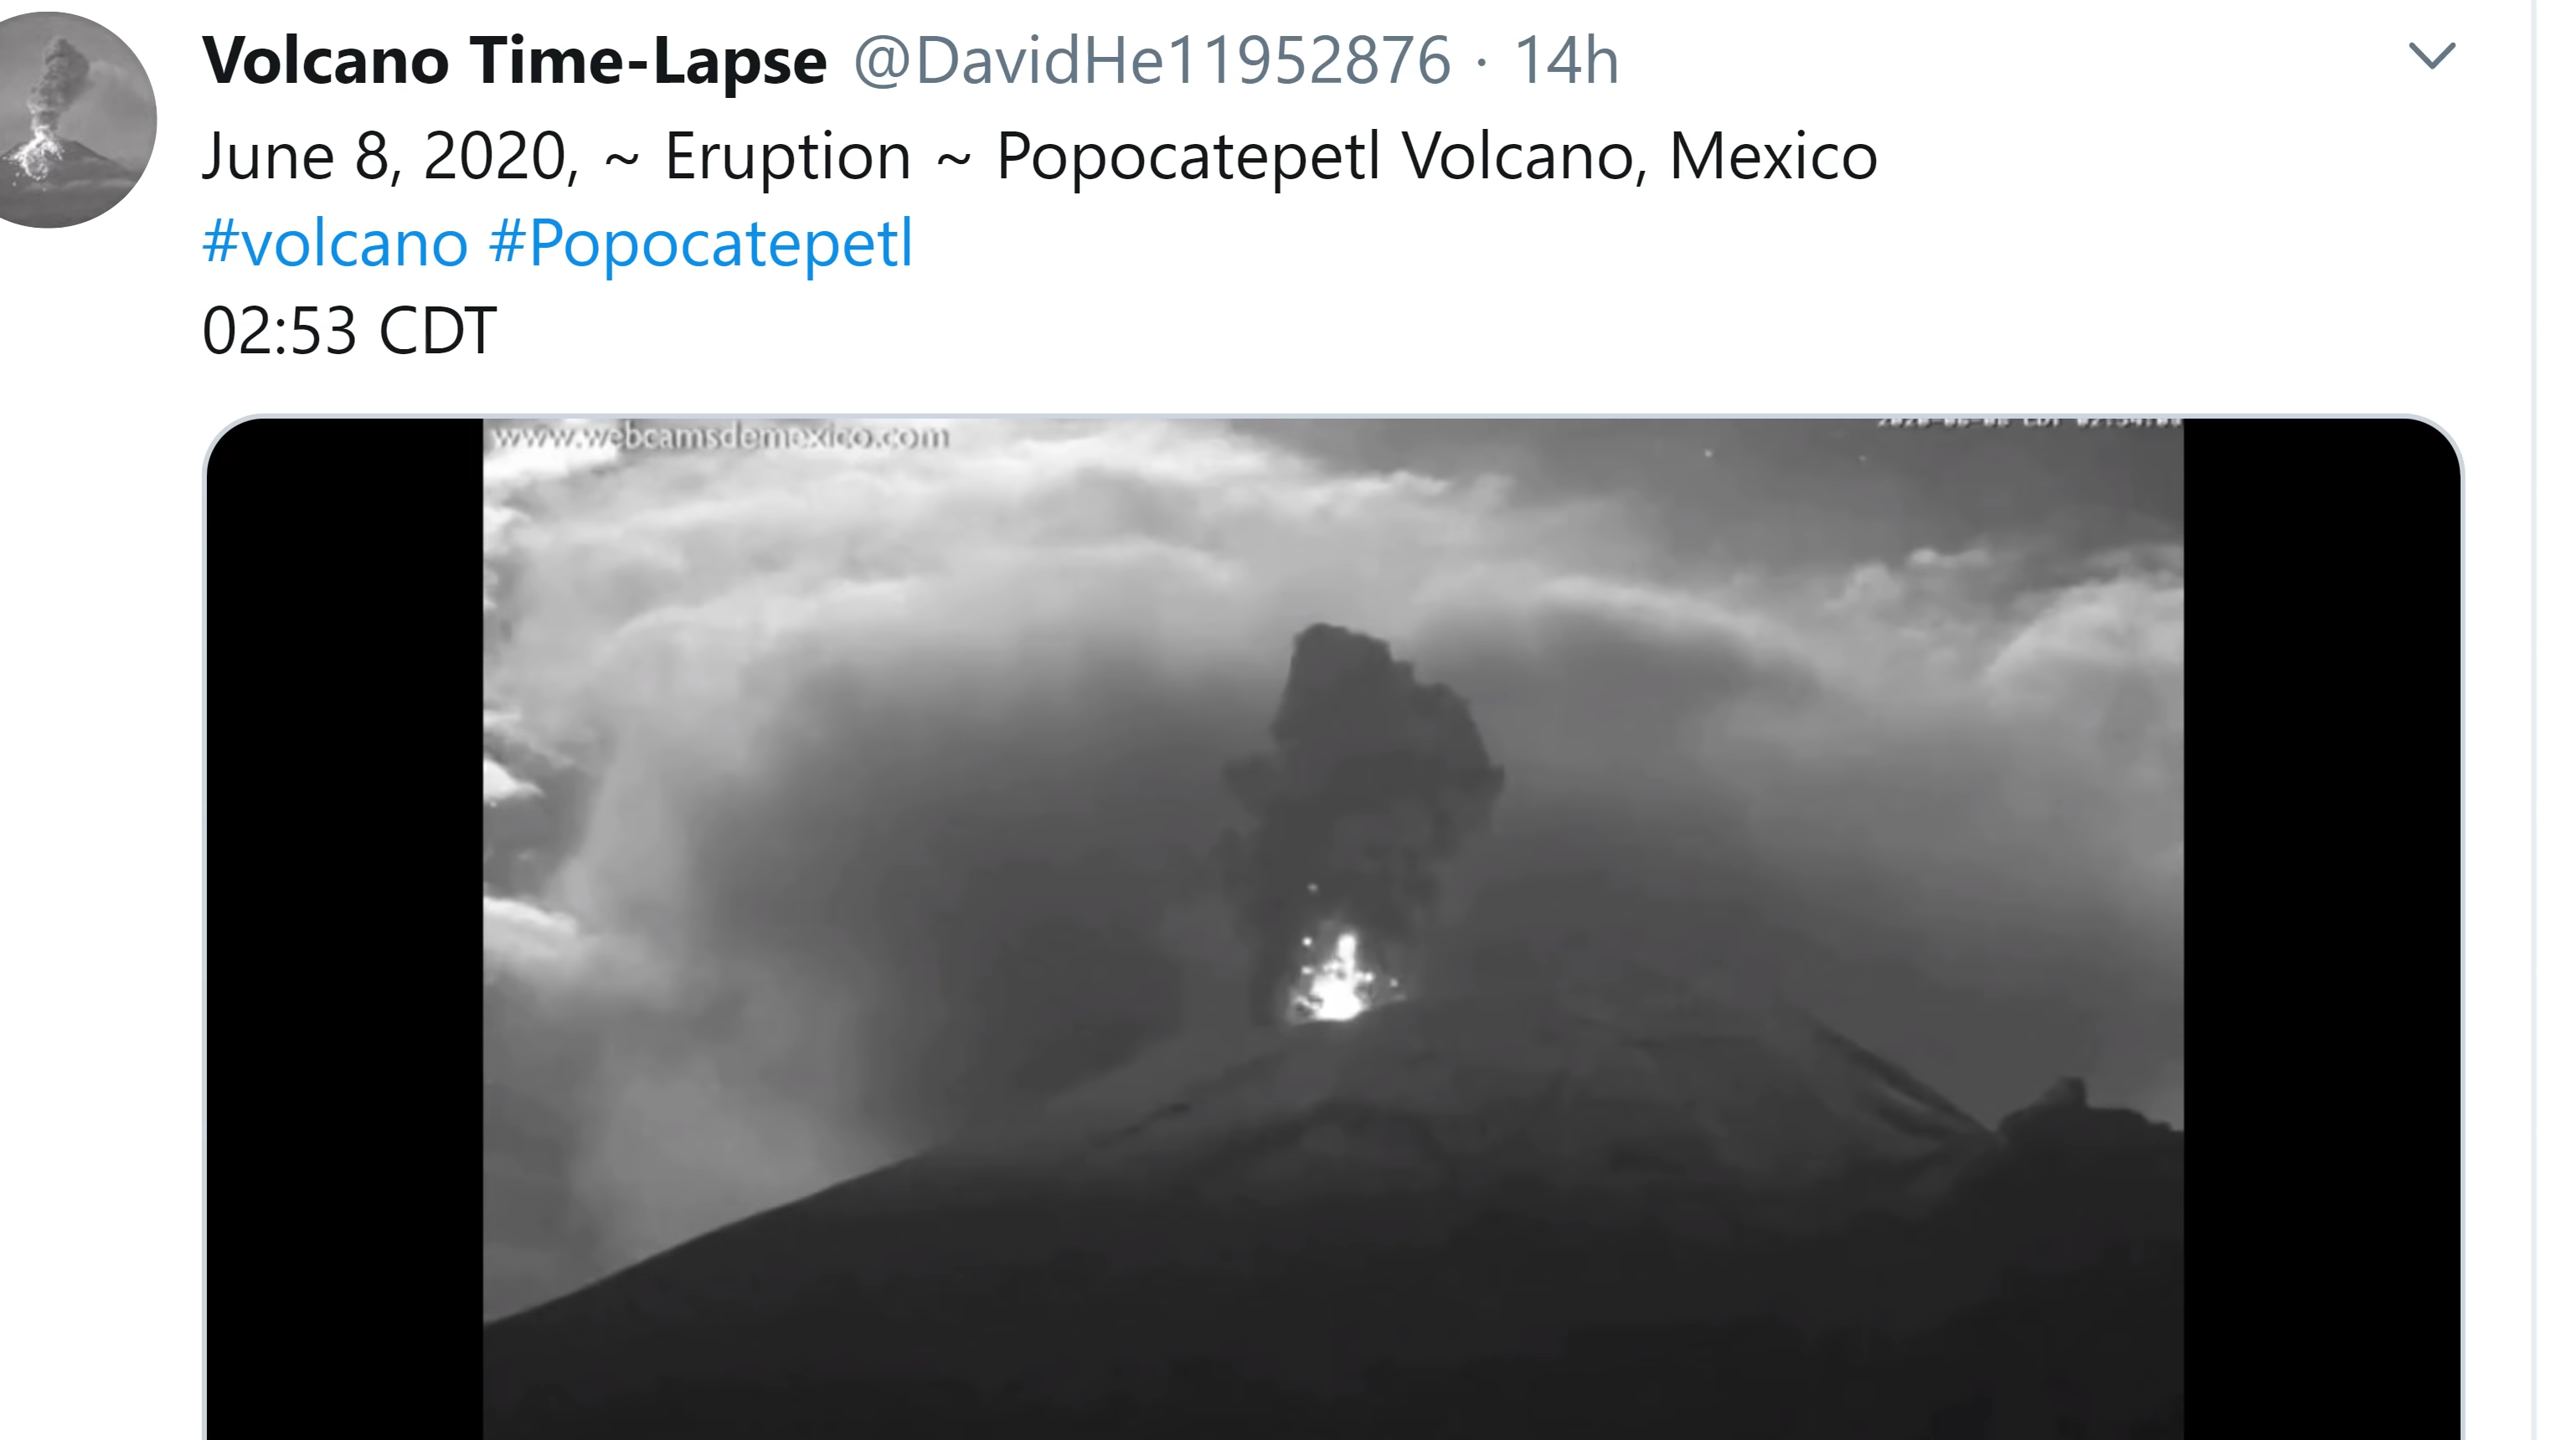 Volcano Time-Lapse @DavidHe11952876 · 14h
June 8, 2020, ~ Eruption ~ Popocatepetl Volcano, Mexico
#volcano #Popocatepetl
02:53 CDT
www.webcamsdemexico.com